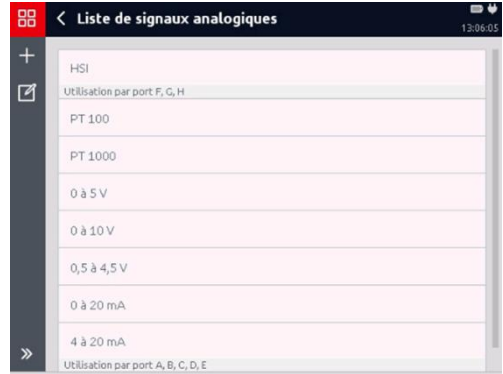 Liste de signaux analogiques
13:06:05
HSI
Utilisation par port F, G, H
PT 100
PT 1000
0 à 5 V
0 à 10 V
0,5 à 4,5 V
0 à 20 mA
4 à 20 mA
Utilisation par port A, B, C, D, E